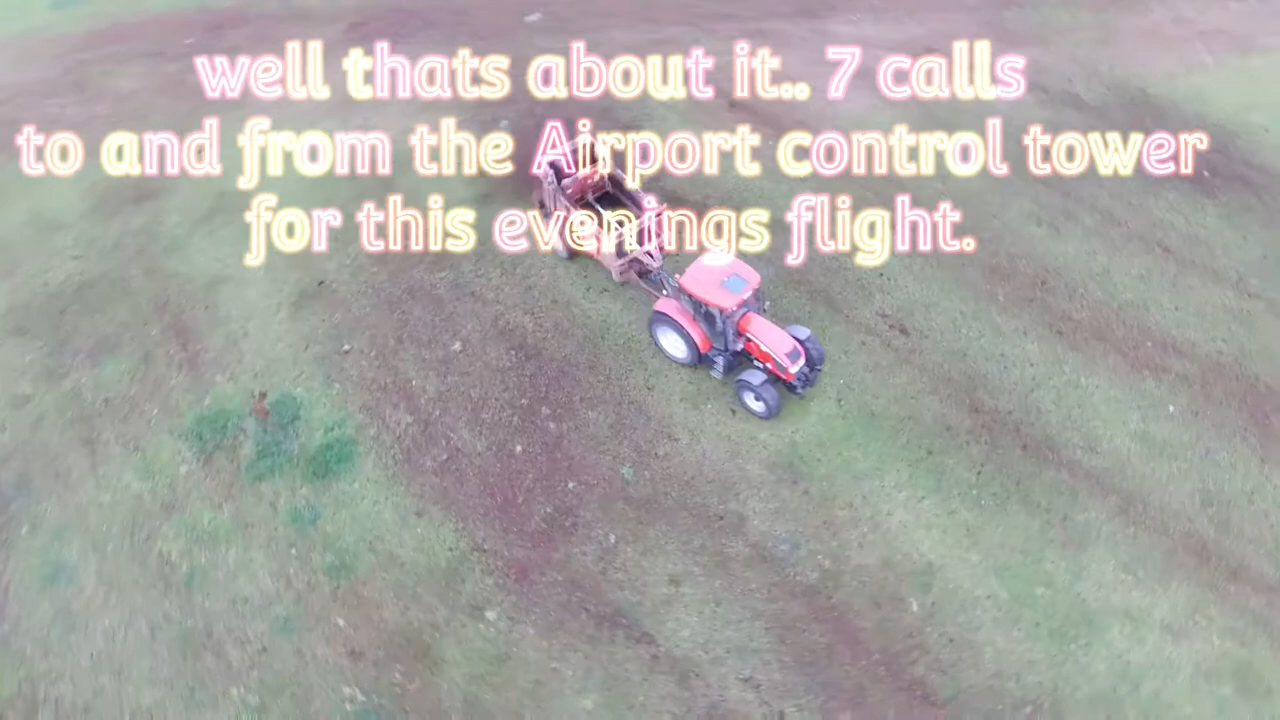 well thats about it.. 7 calls
to and from the Airport control tower
for this evenings flight.